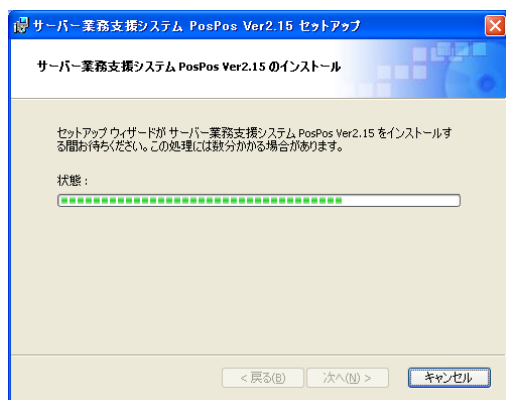 サーバー業務支援システム PosPos Ver2.15 セットアップ
サーバー業務支援システム PosPos Ver2.15 のインストール
セットアップ ウィザードが サーバー業務支援システム PosPos Ver2.15 をインストールす
る間お待ちください。この処理には数分かかる場合があります。
状態：
< 戻る(B)
次へ(N) >
キャンセル